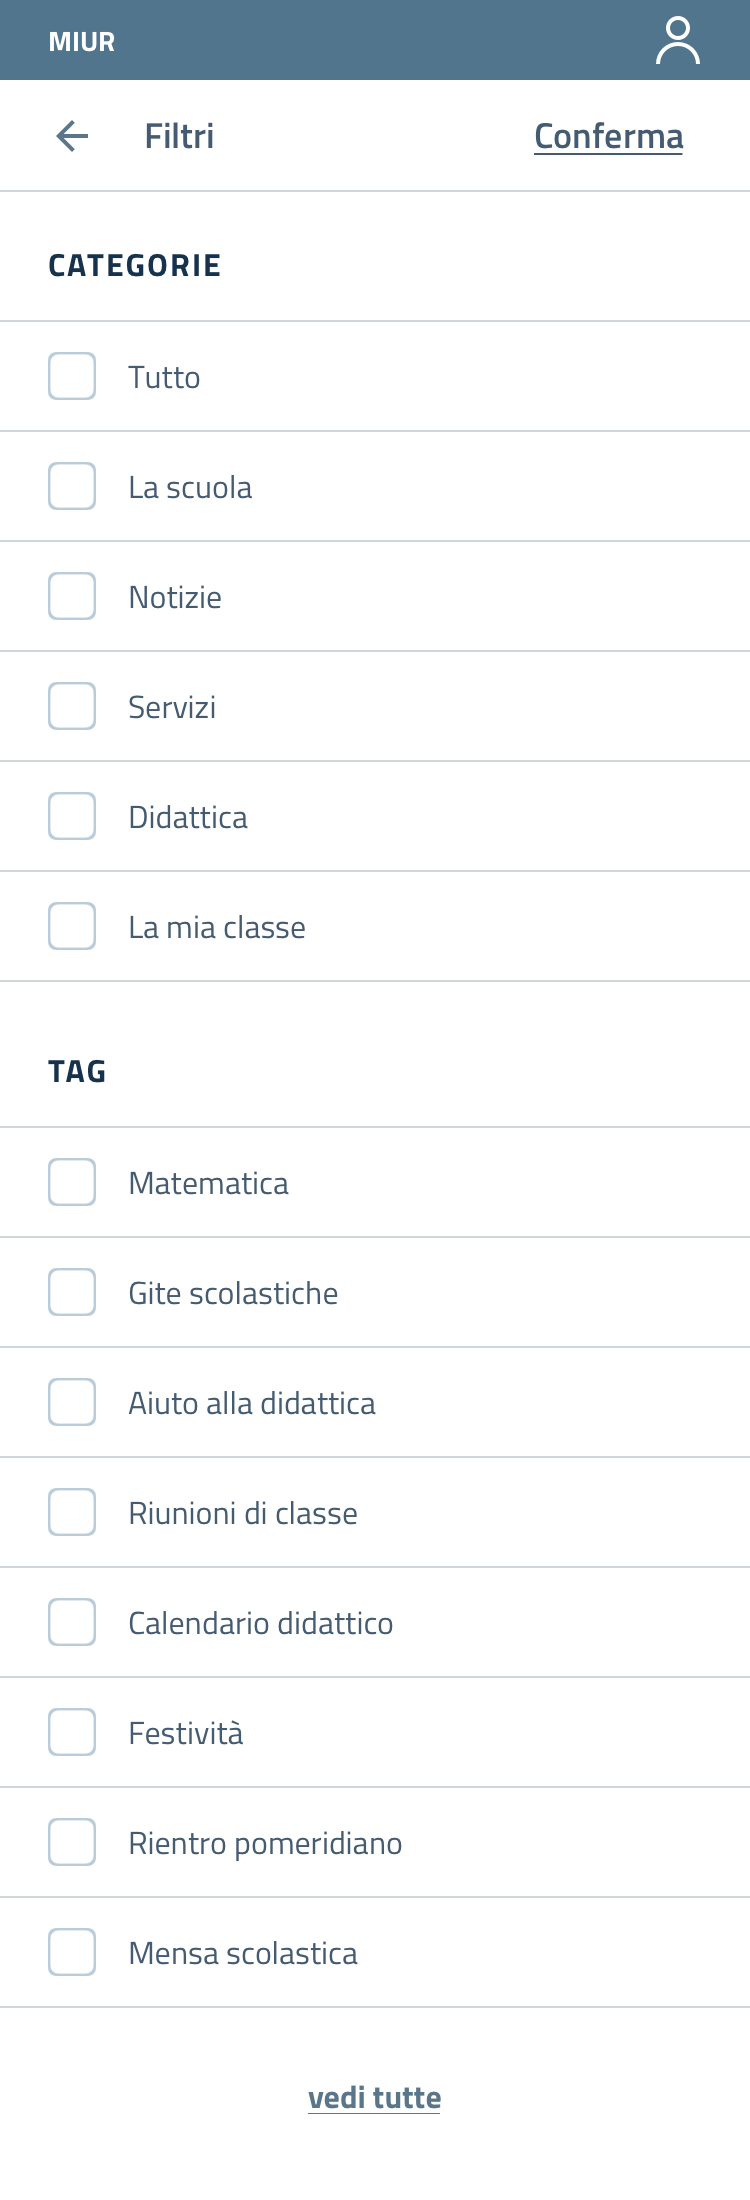 MIUR
Filtri
Conferma
CATEGORIE
Tutto
La scuola
Notizie
Servizi
Didattica
La mia classe
TAG
Matematica
Gite scolastiche
Aiuto alla didattica
Riunioni di classe
Calendario didattico
Festività
Rientro pomeridiano
Mensa scolastica
vedi tutte